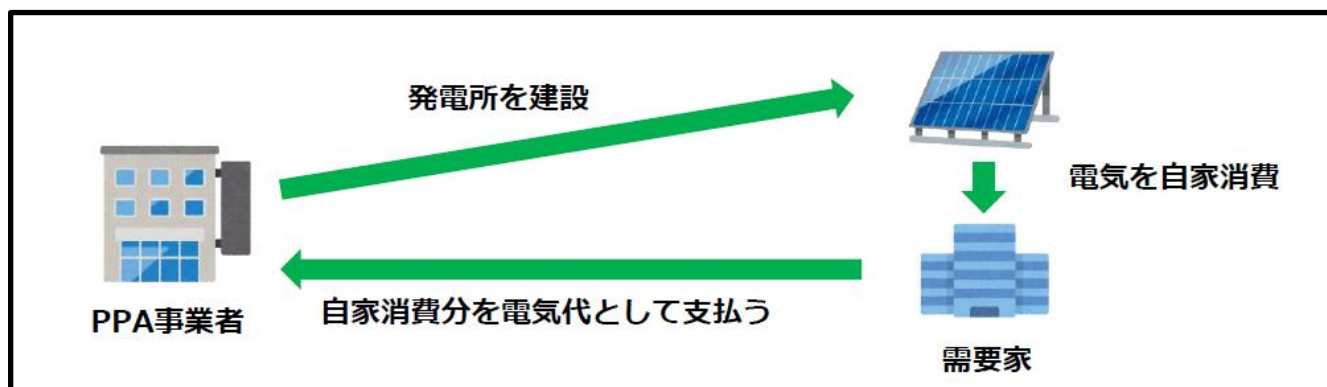 発電所を建設
電気を自家消費
PPA事業者
自家消費分を電気代として支払う
需要家